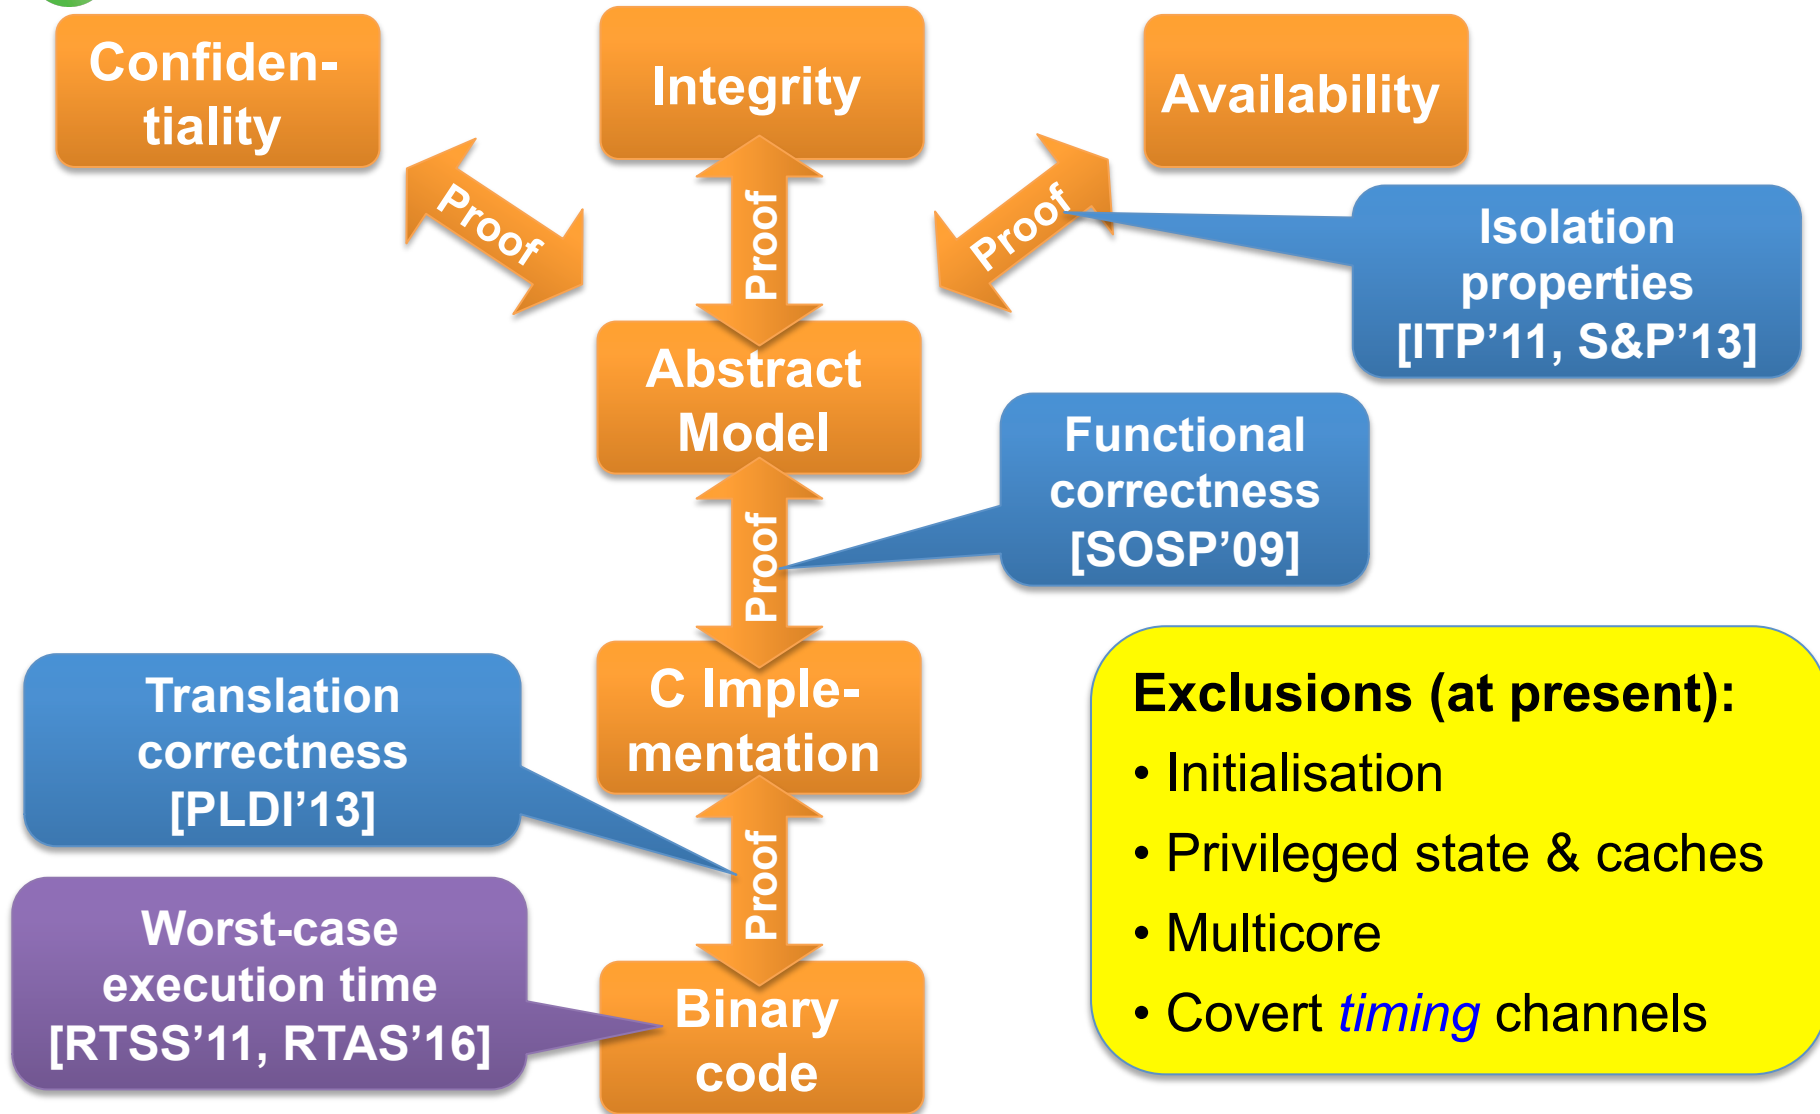 Confiden-
tiality
Integrity
Availability
Proof
Proof
Proof
Isolation
properties
[ITP’11, S&P’13]
Abstract
Model
Functional
correctness
[SOSP’09]
Proof
Translation
correctness
[PLDI’13]
C Imple-
mentation
Exclusions (at present):
• Initialisation
• Privileged state & caches
• Multicore
• Covert timing channels
Proof
Worst-case
execution time
[RTSS’11, RTAS’16]
Binary
code